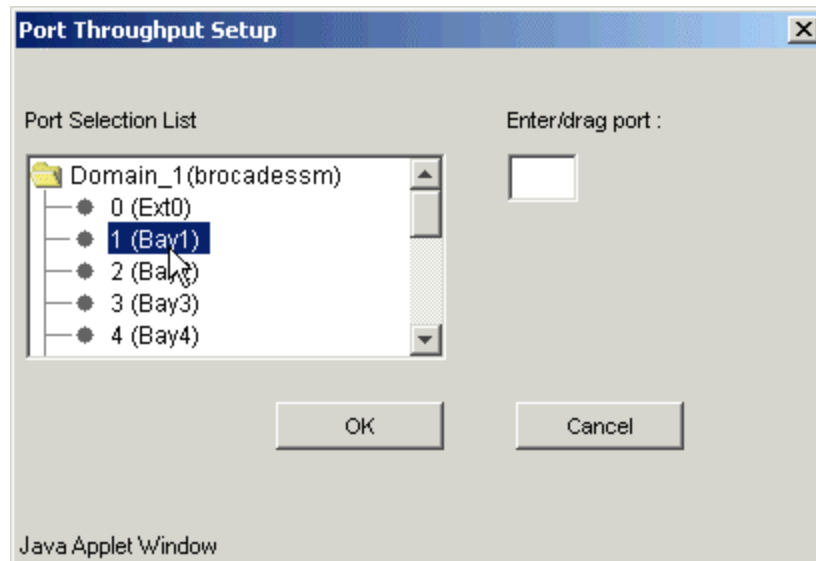 Port Throughput Setup
Port Selection List
Enter/drag port :
Domain_1(brocadessm)
0 (Ext0)
1 (Bay1)
2 (Bay2)
3 (Bay3)
4 (Bay4)
OK
Cancel
Java Applet Window